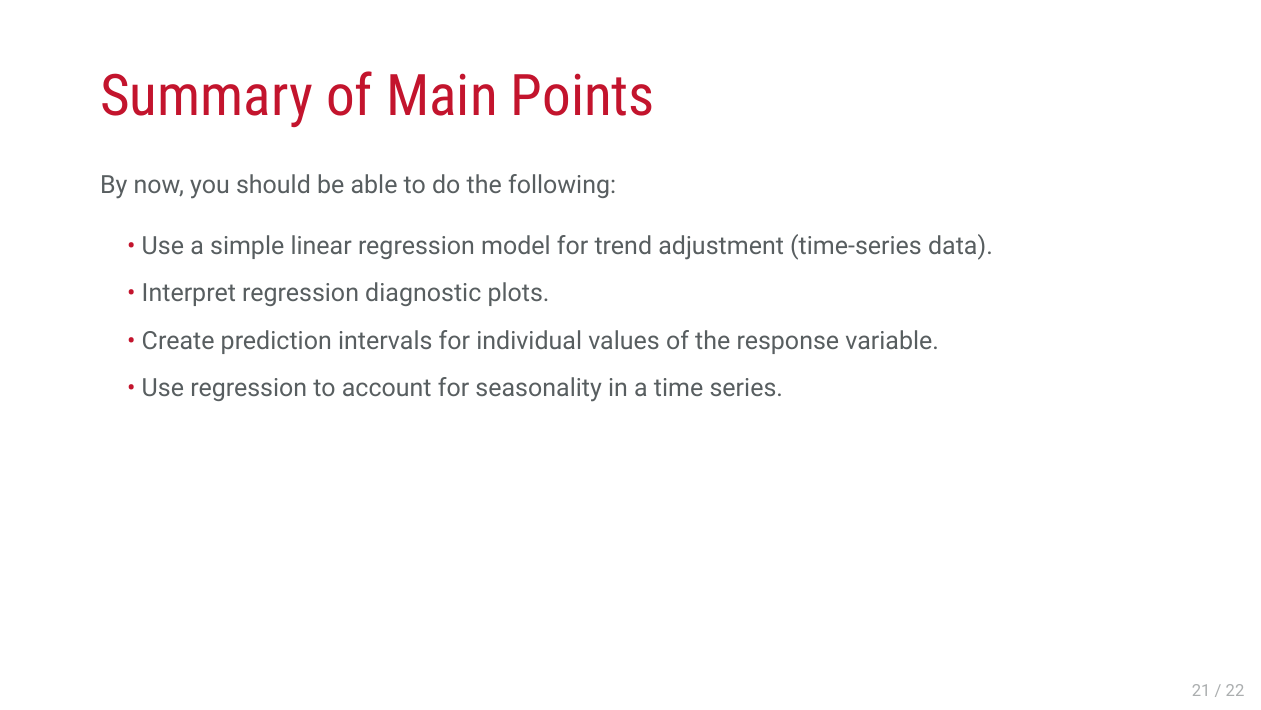 Summary of Main Points
By now, you should be able to do the following:
• Use a simple linear regression model for trend adjustment (time-series data).
• Interpret regression diagnostic plots.
• Create prediction intervals for individual values of the response variable.
• Use regression to account for seasonality in a time series.
21 / 22